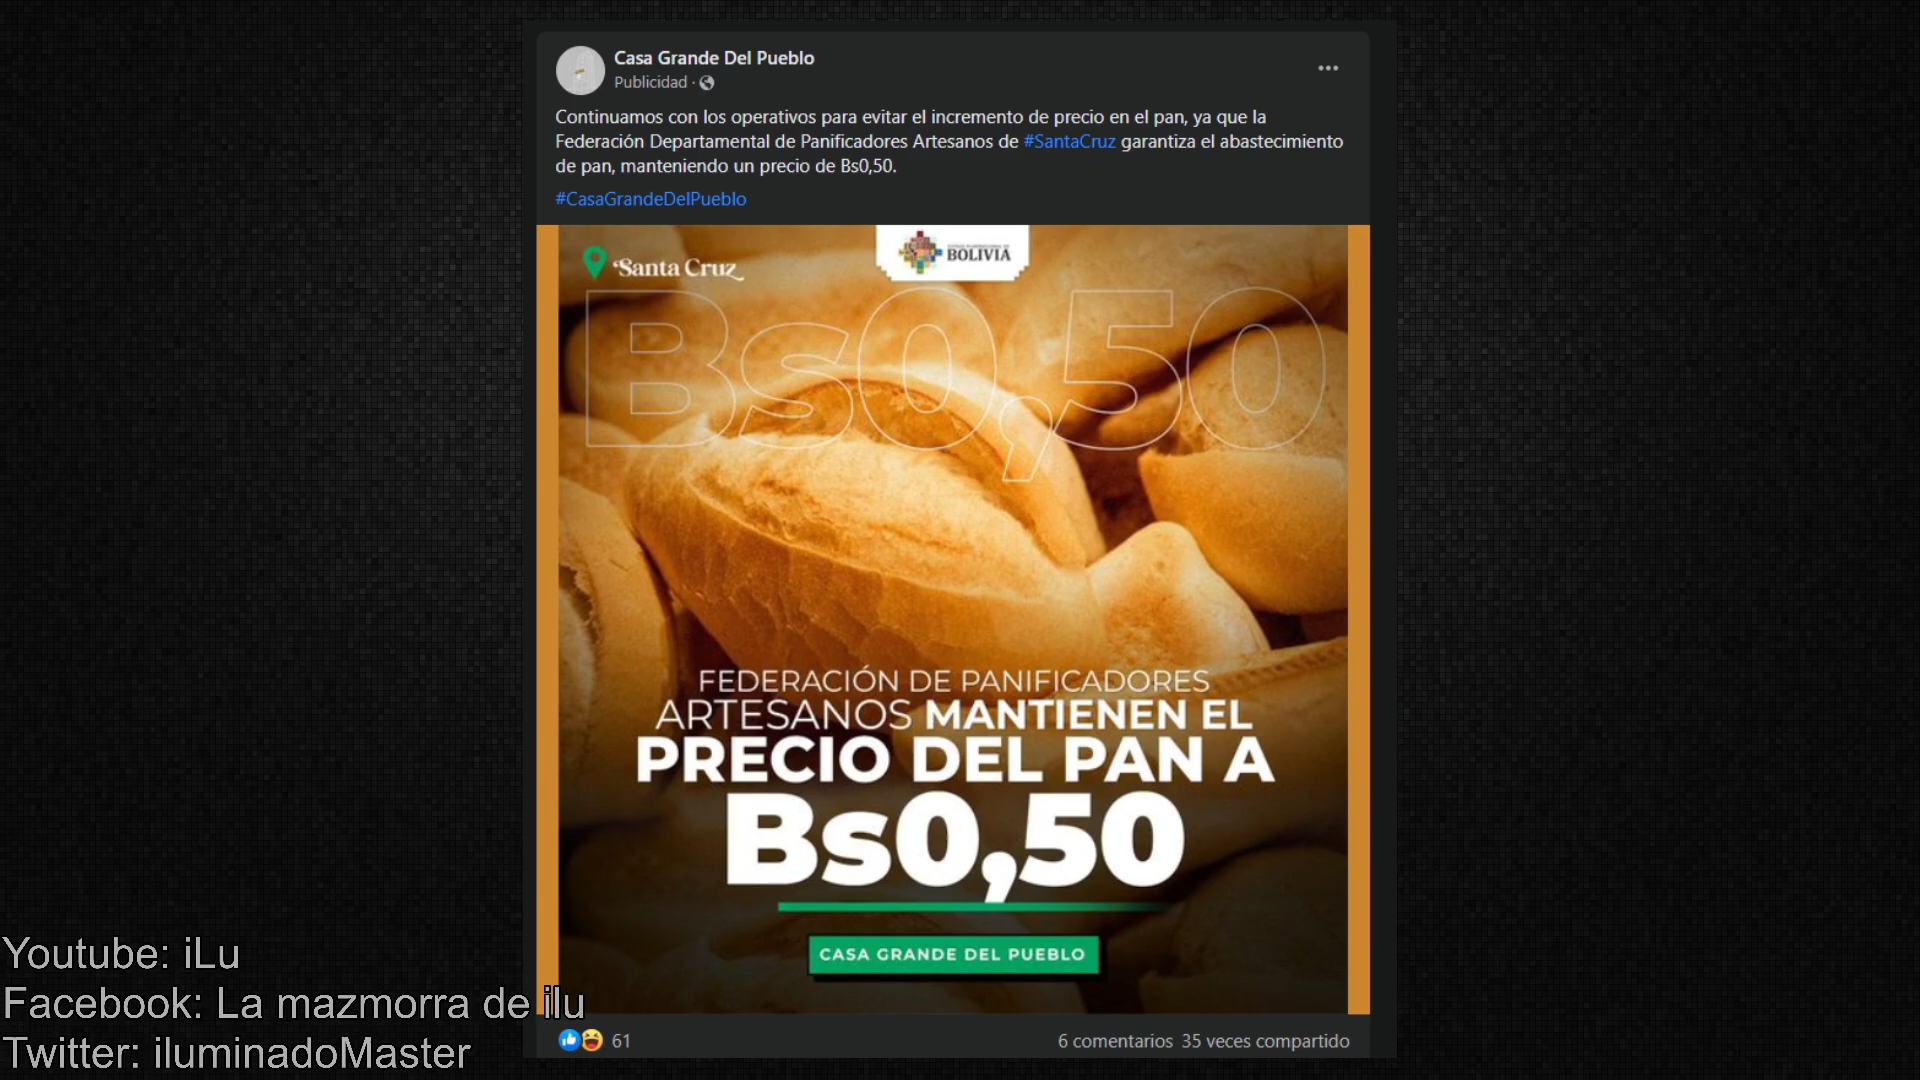 Casa Grande Del Pueblo
Publicidad ·
Continuamos con los operativos para evitar el incremento de precio en el pan, ya que la
Federación Departamental de Panificadores Artesanos de #SantaCruz garantiza el abastecimiento
de pan, manteniendo un precio de Bs0,50.
#CasaGrandeDelPueblo
Santa Cruz
ESTADO PLURINACIONAL DE
BOLIVIA
Bs0,50
FEDERACIÓN DE PANIFICADORES
ARTESANOS MANTIENEN EL
PRECIO DEL PAN A
Bs0,50
CASA GRANDE DEL PUEBLO
61
6 comentarios 35 veces compartido
Youtube: iLu
Facebook: La mazmorra de ilu
Twitter: iluminadoMaster